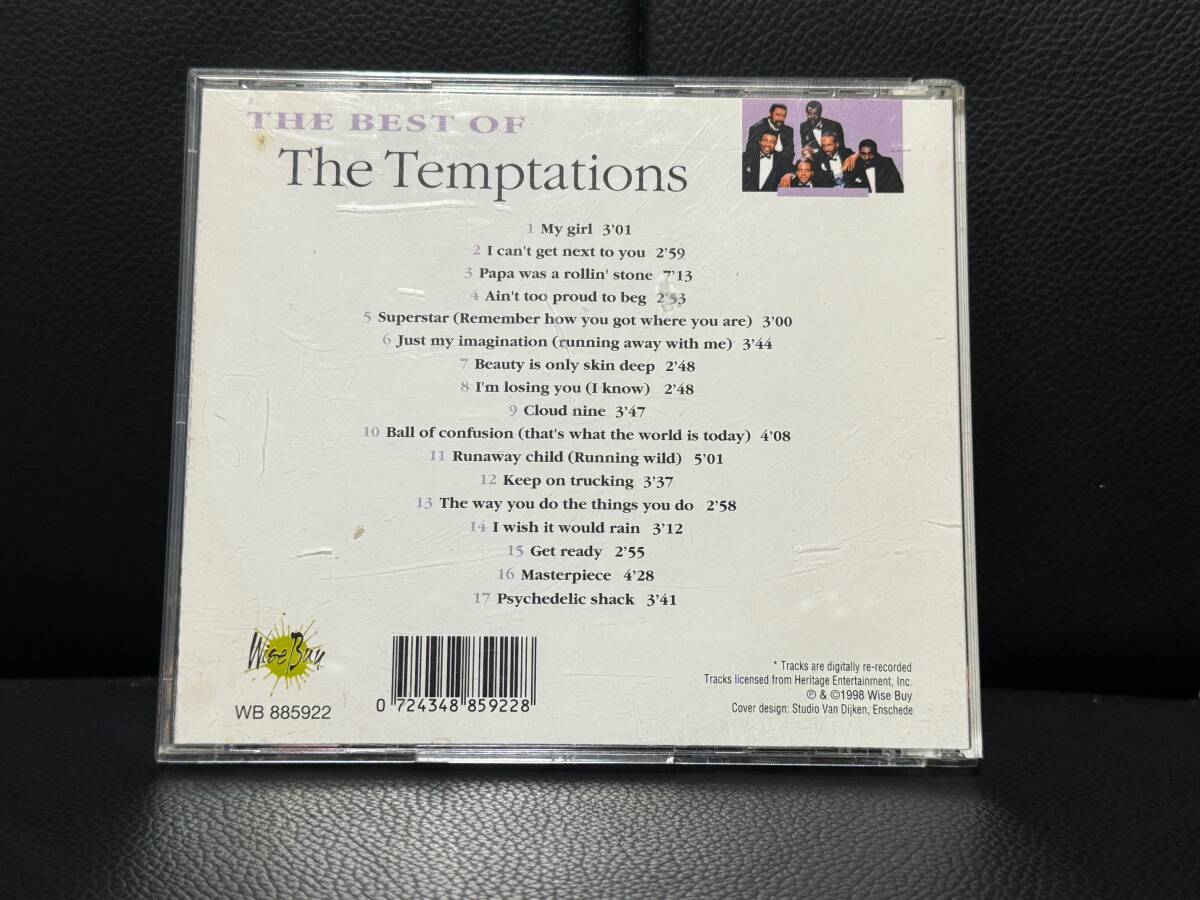 THE BEST OF
The Temptations
1 My girl 3'01
2 I can't get next to you 2'59
3 Papa was a rollin' stone 7'13
4 Ain't too proud to beg 2'53
5 Superstar (Remember how you got where you are) 3'00
6 Just my imagination (running away with me) 3'44
7 Beauty is only skin deep 2'48
8 I'm losing you (I know) 2'48
9 Cloud nine 3'47
10 Ball of confusion (that's what the world is today) 4'08
11 Runaway child (Running wild) 5'01
12 Keep on trucking 3'37
13 The way you do the things you do 2'58
14 I wish it would rain 3'12
15 Get ready 2'55
16 Masterpiece 4'28
17 Psychedelic shack 3'41
Wise Buy
WB 885922
0 724348 859228
* Tracks are digitally re-recorded
Tracks licensed from Heritage Entertainment, Inc.
℗ & ©1998 Wise Buy
Cover design: Studio Van Dijken, Enschede